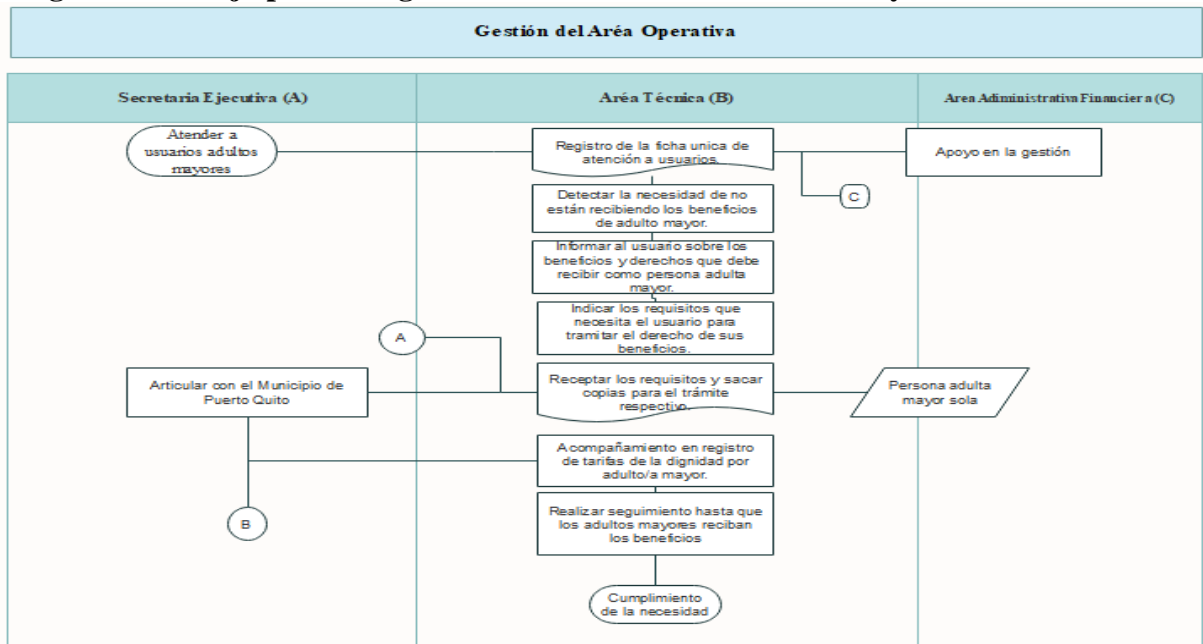 Gestión del Aréa Operativa
Secretaria Ejecutiva (A)
Aréa Técnica (B)
Area Adiministrativa Financiera (C)
Atender a
usuarios adultos
mayores
Registro de la ficha unica de
atención a usuarios.
Apoyo en la gestión
C
Detectar la necesidad de no
están recibiendo los beneficios
de adulto mayor.
Informar al usuario sobre los
beneficios y derechos que debe
recibir como persona adulta
mayor.
Indicar los requisitos que
necesita el usuario para
tramitar el derecho de sus
beneficios.
A
Articular con el Municipio de
Puerto Quito
Receptar los requisitos y sacar
copias para el trámite
respectivo.
Persona adulta
mayor sola
Acompañamiento en registro
de tarifas de la dignidad por
adulto/a mayor.
B
Realizar seguimiento hasta que
los adultos mayores reciban
los beneficios
Cumplimiento
de la necesidad